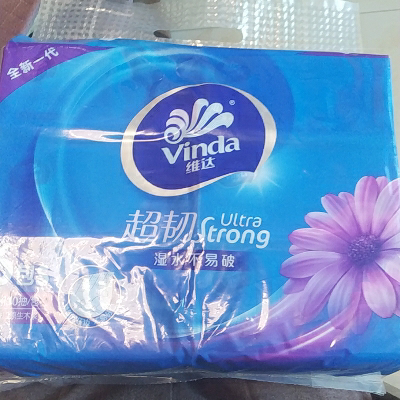 全新一代
Vinda
维达
超韧 Ultra
Strong
湿水不易破